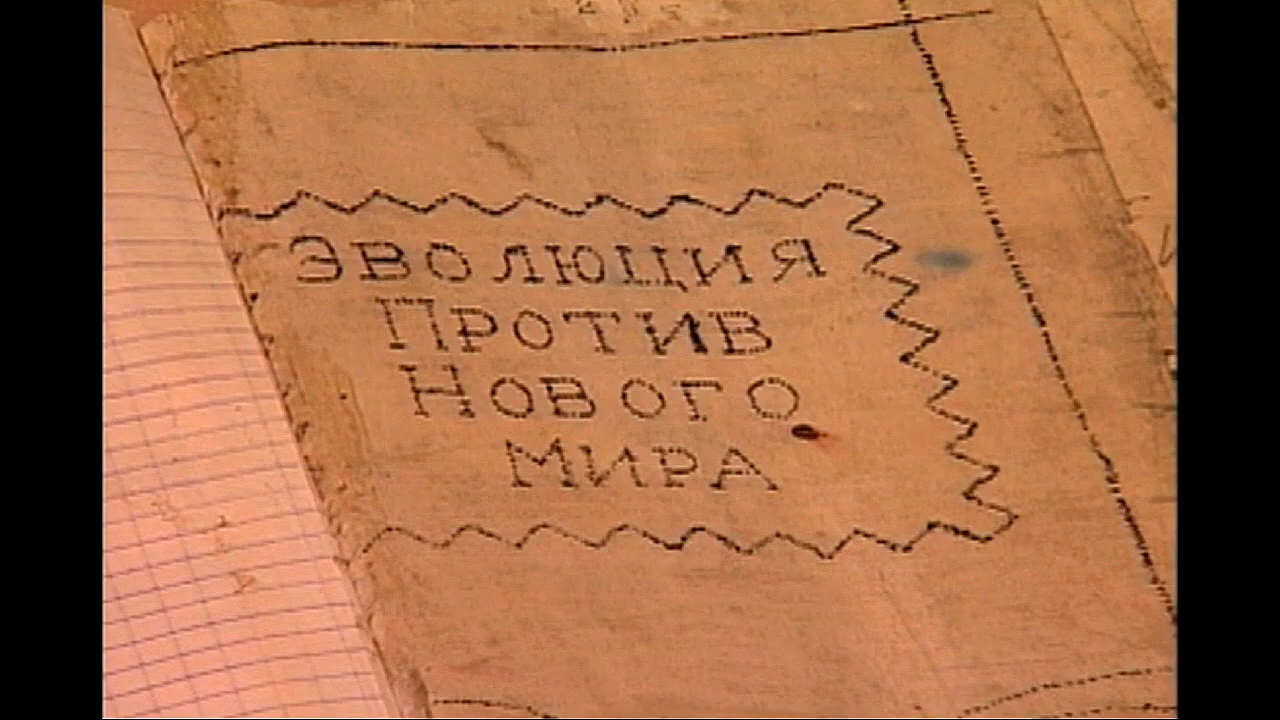 Эволюция
Против
Нового
Мира